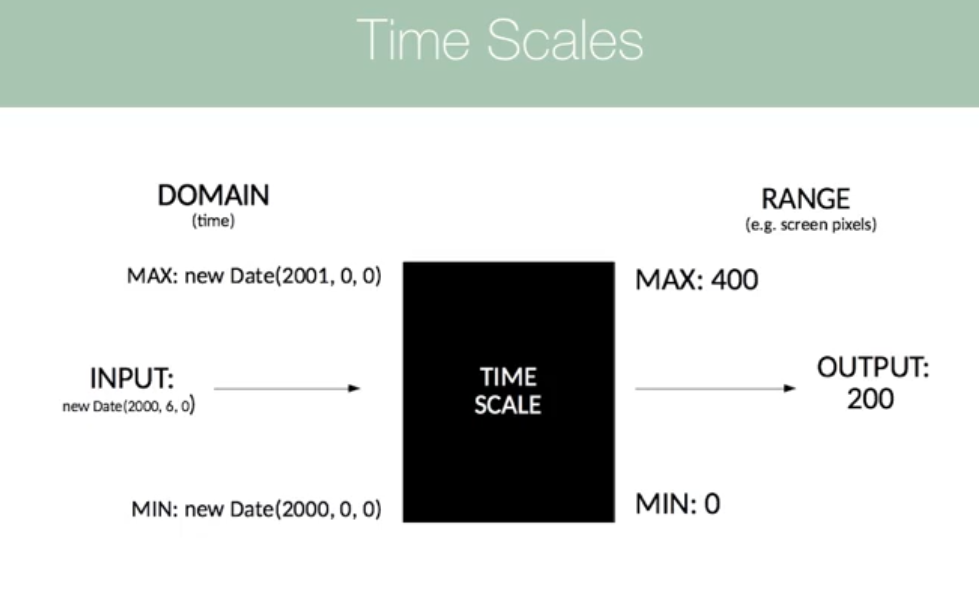 Time Scales
DOMAIN
(time)
RANGE
(e.g. screen pixels)
MAX: new Date(2001, 0, 0)
MAX: 400
INPUT:
new Date(2000, 6, 0)
TIME
SCALE
OUTPUT:
200
MIN: new Date(2000, 0, 0)
MIN: 0